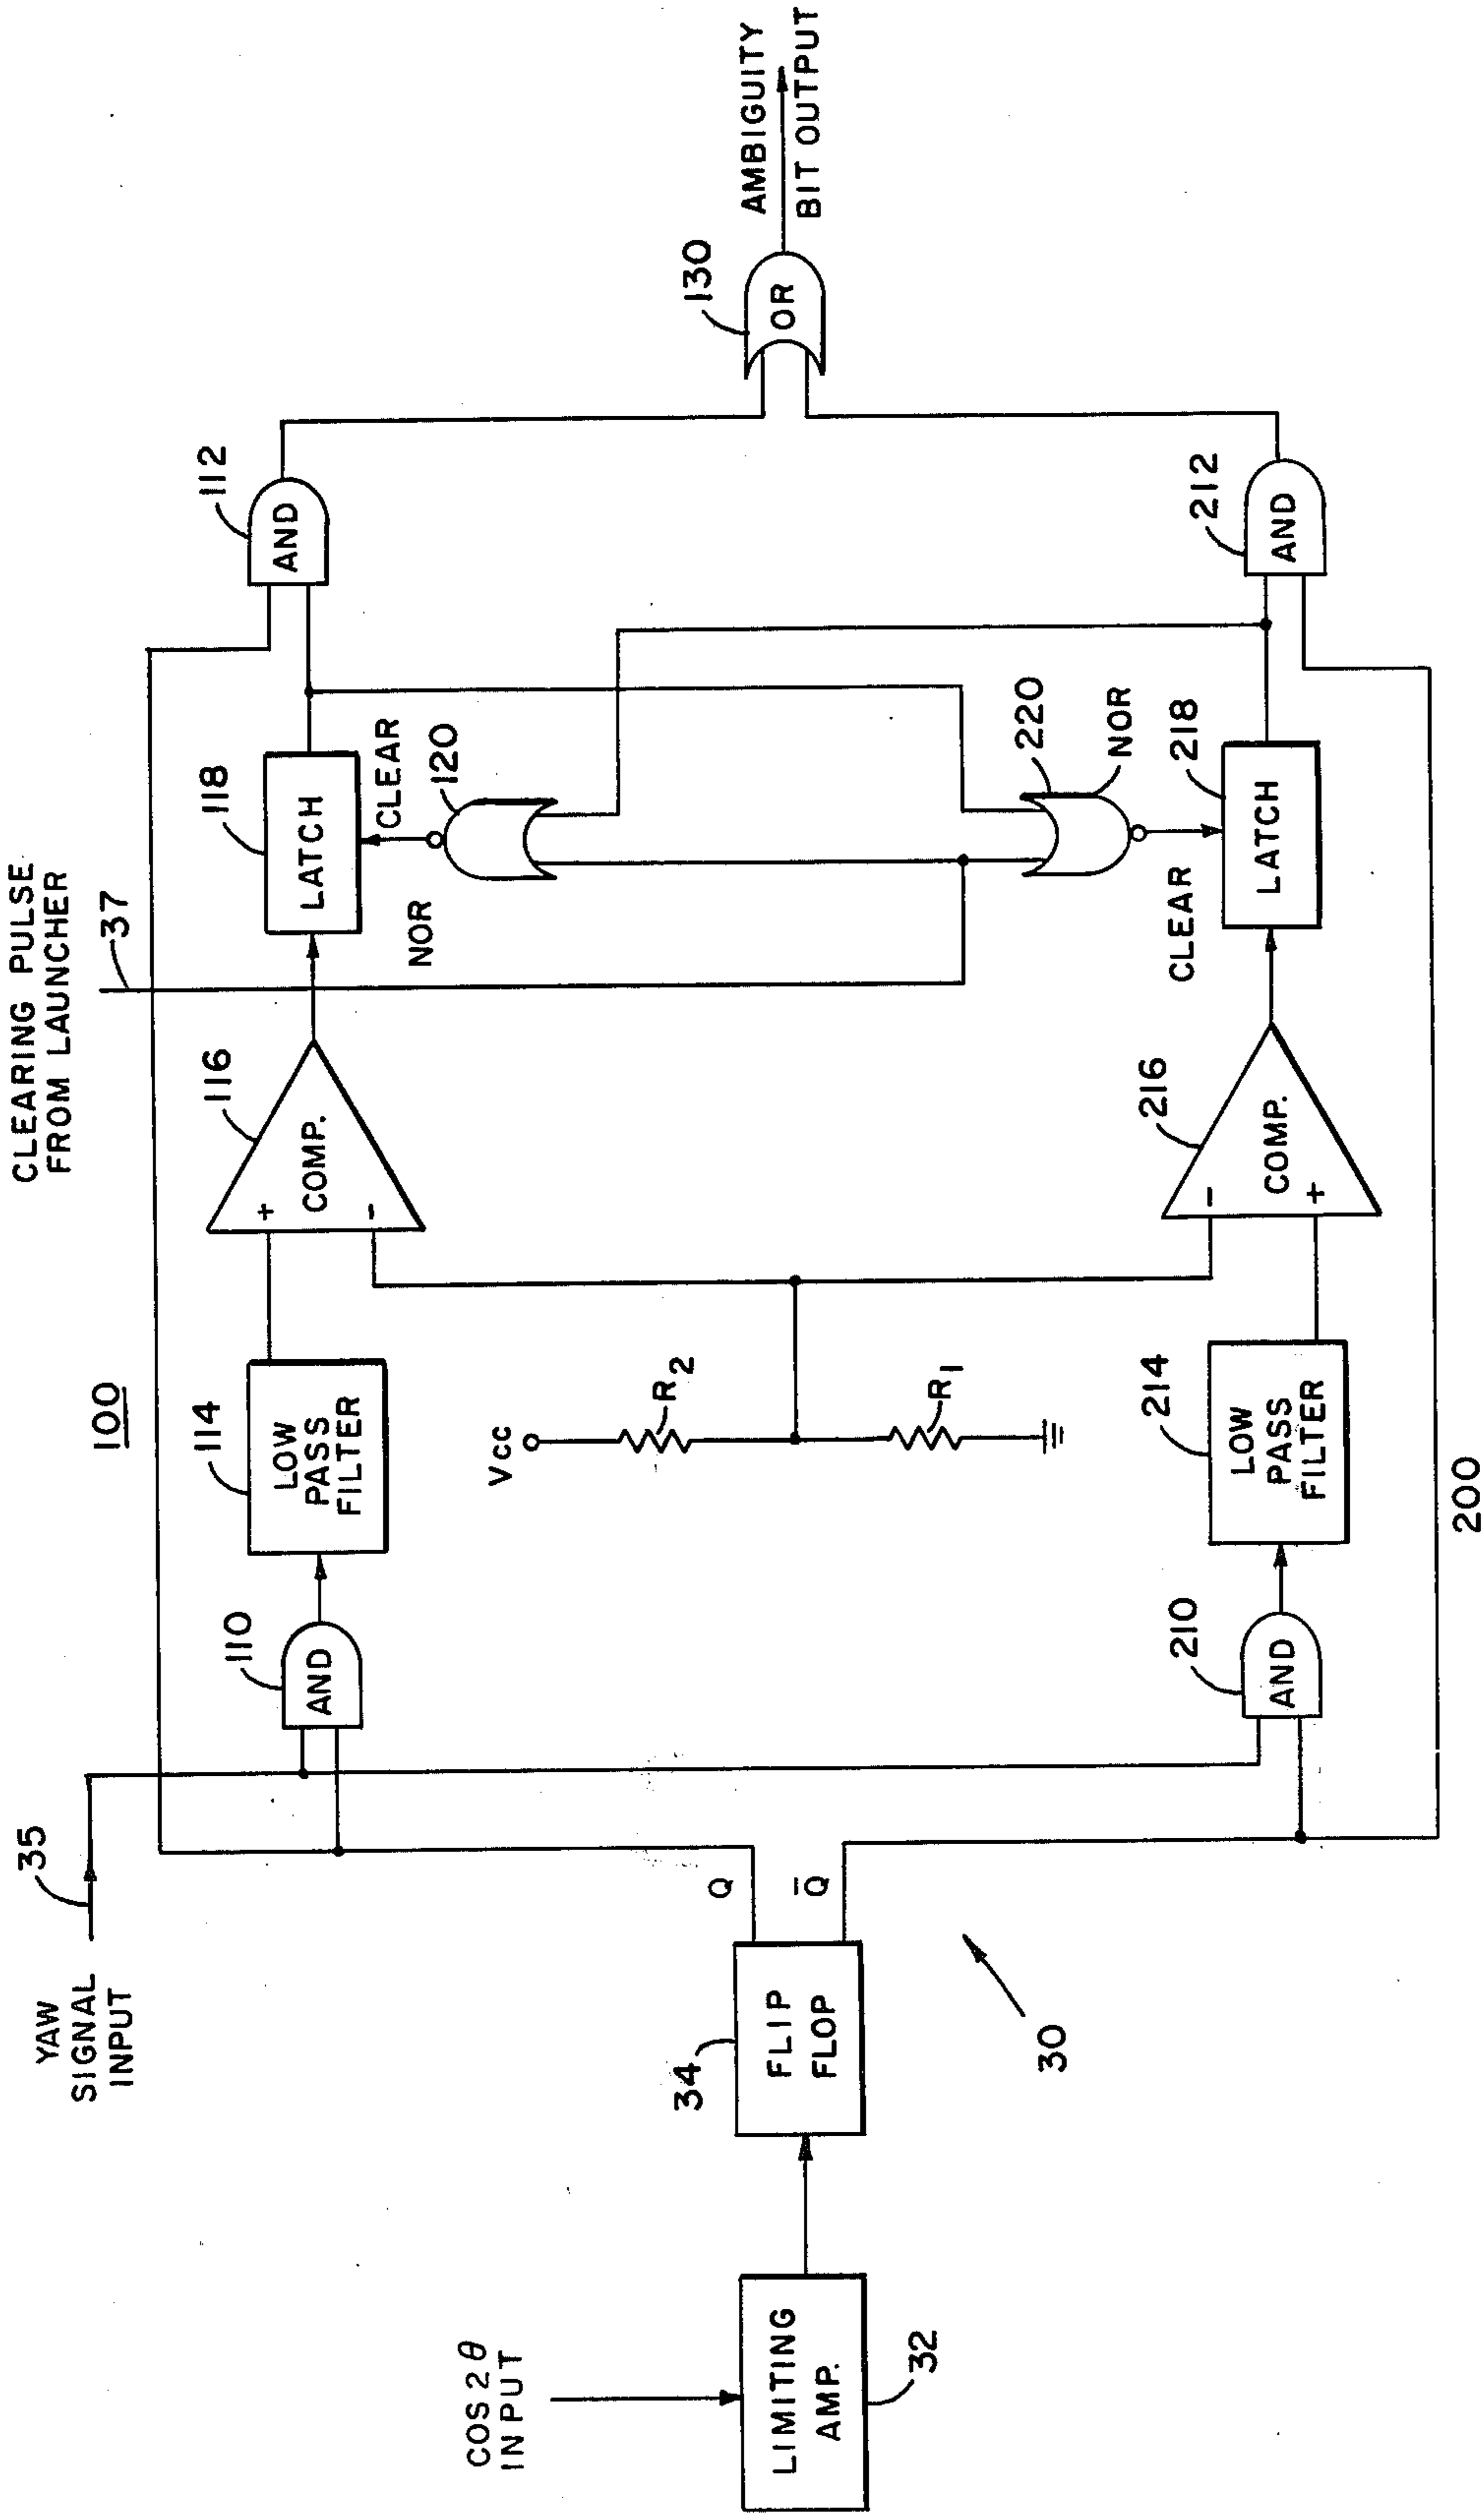 CLEARING PULSE
FROM LAUNCHER
37
100
YAW
SIGNAL
INPUT
35
110
AND
114
LOW
PASS
FILTER
116
+
-
COMP.
118
LATCH
CLEAR
120
NOR
112
AND
COS 2 θ
INPUT
LIMITING
AMP.
32
34
FLIP
FLOP
Q
Q̅
30
Vcc
R2
R1
220
NOR
130
OR
AMBIGUITY
BIT OUTPUT
210
AND
214
LOW
PASS
FILTER
216
-
+
COMP.
CLEAR
218
LATCH
212
AND
200